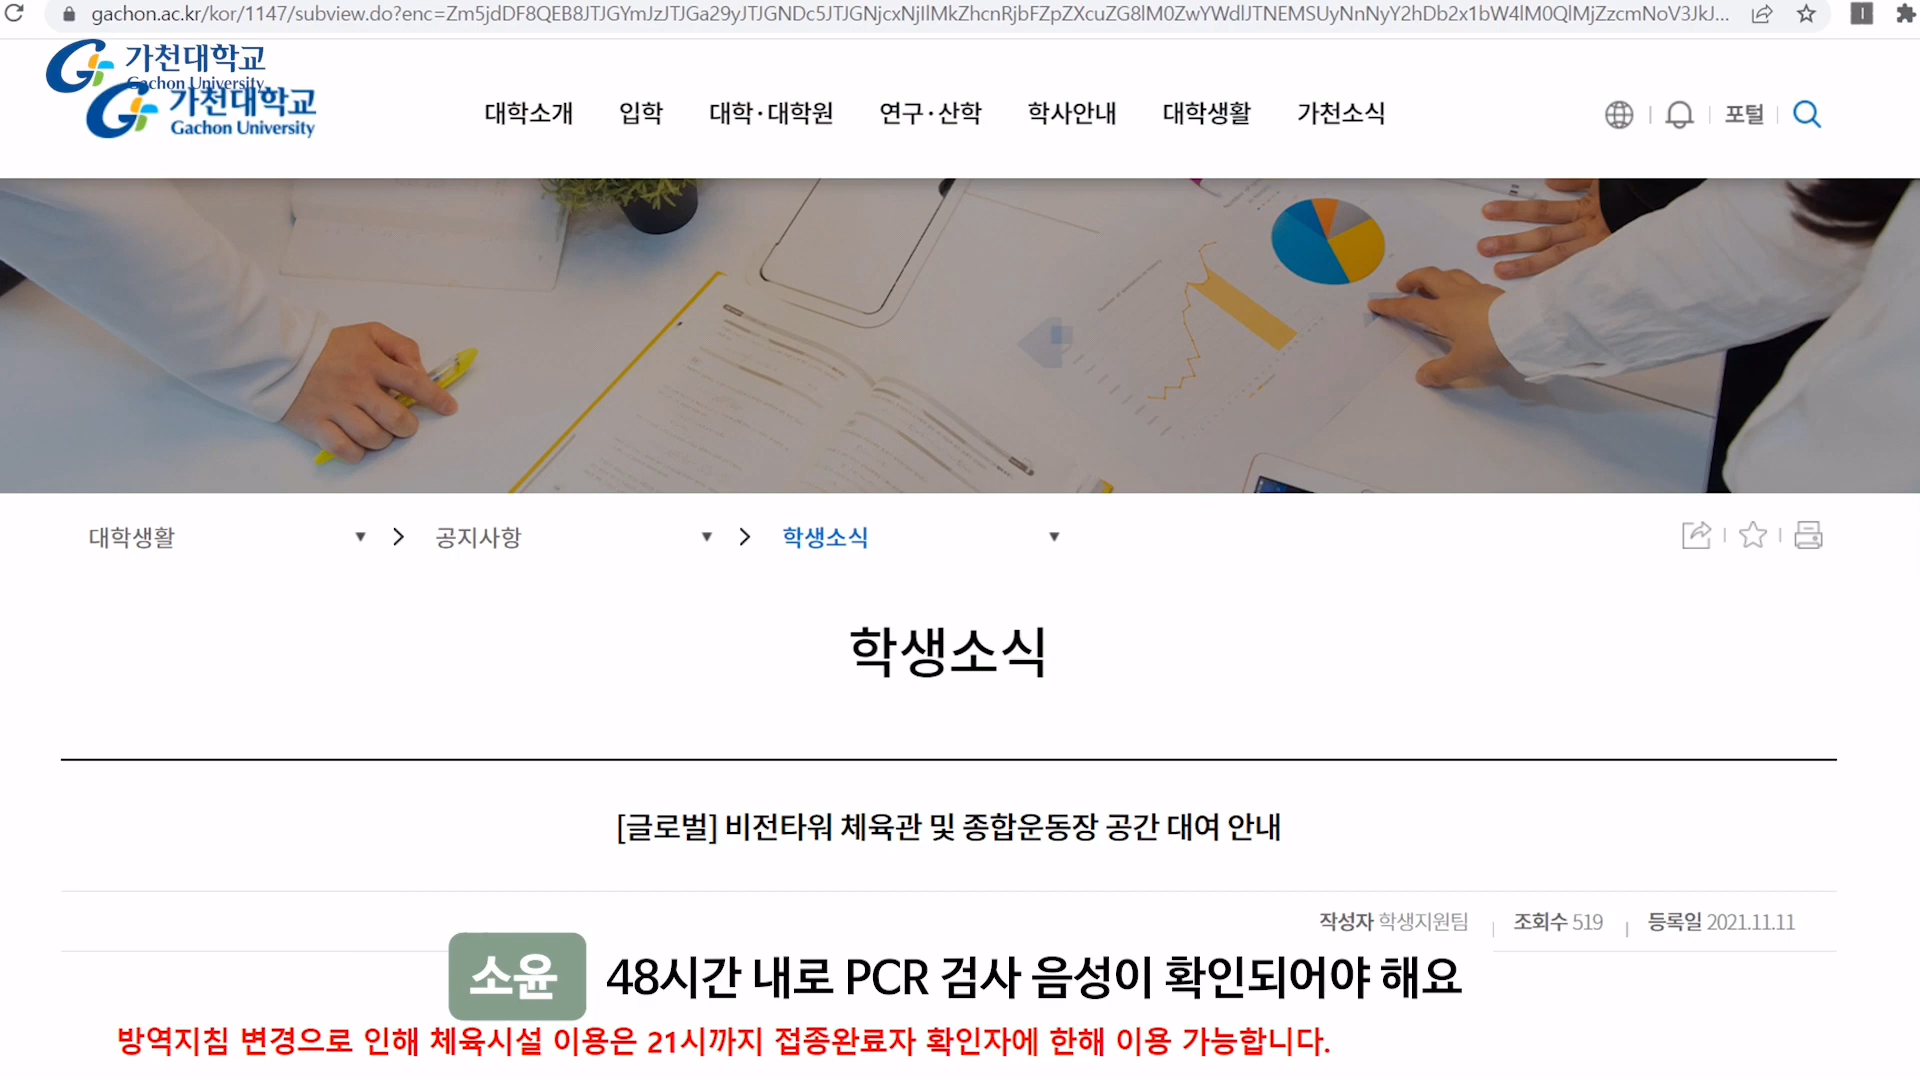 gachon.ac.kr/kor/1147/subview.do?enc=Zm5jdDF8QEB8JTJGYmJzJTJGa29yJTJGNDc5JTJGNjcxNjIlMkZhcnRjbFZpZXcuZG8lM0ZwYWdlJTNEMSUyNnNyY2hDb2x1bW4lM0QlMjZzcmNoV3JkJ...
가천대학교
Gachon University
가천대학교
Gachon University
대학소개 입학 대학·대학원 연구·산학 학사안내 대학생활 가천소식 포털
대학생활 공지사항 학생소식
학생소식
[글로벌] 비전타워 체육관 및 종합운동장 공간 대여 안내
작성자 학생지원팀 조회수 519 등록일 2021.11.11
소윤 48시간 내로 PCR 검사 음성이 확인되어야 해요
방역지침 변경으로 인해 체육시설 이용은 21시까지 접종완료자 확인자에 한해 이용 가능합니다.